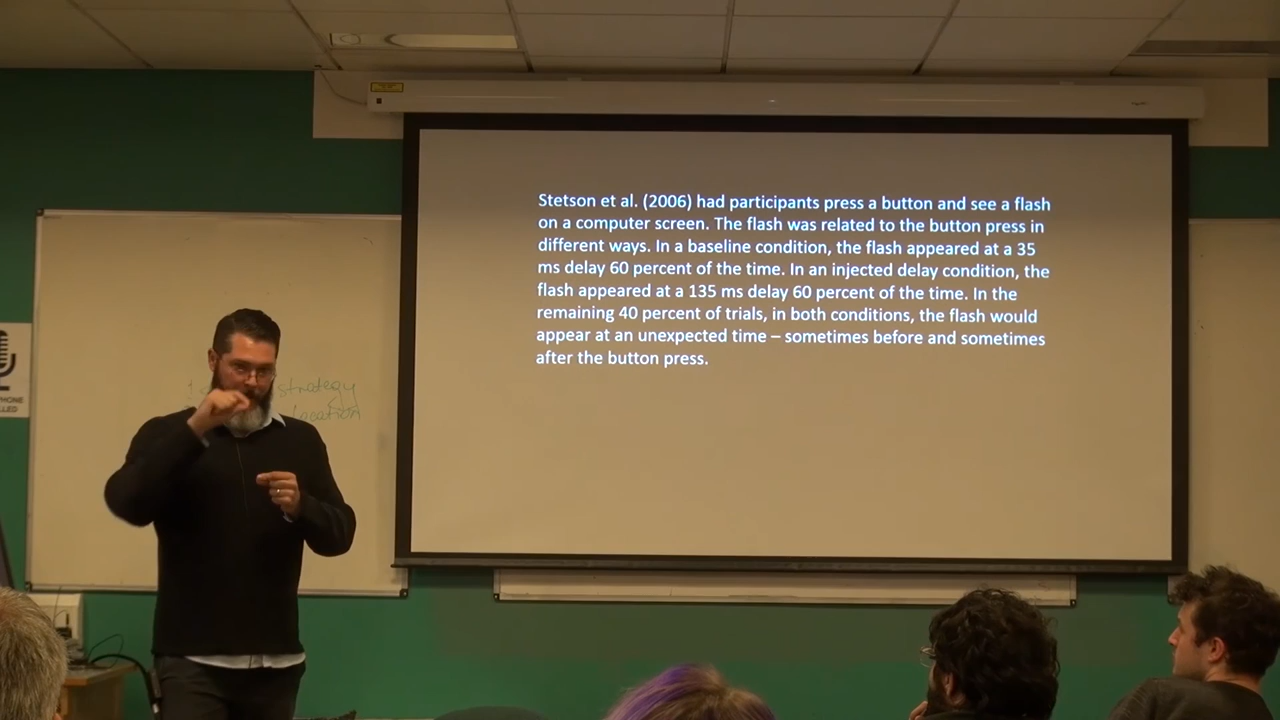 Stetson et al. (2006) had participants press a button and see a flash
on a computer screen. The flash was related to the button press in
different ways. In a baseline condition, the flash appeared at a 35
ms delay 60 percent of the time. In an injected delay condition, the
flash appeared at a 135 ms delay 60 percent of the time. In the
remaining 40 percent of trials, in both conditions, the flash would
appear at an unexpected time – sometimes before and sometimes
after the button press.
strategy
location
PHONE
LLED